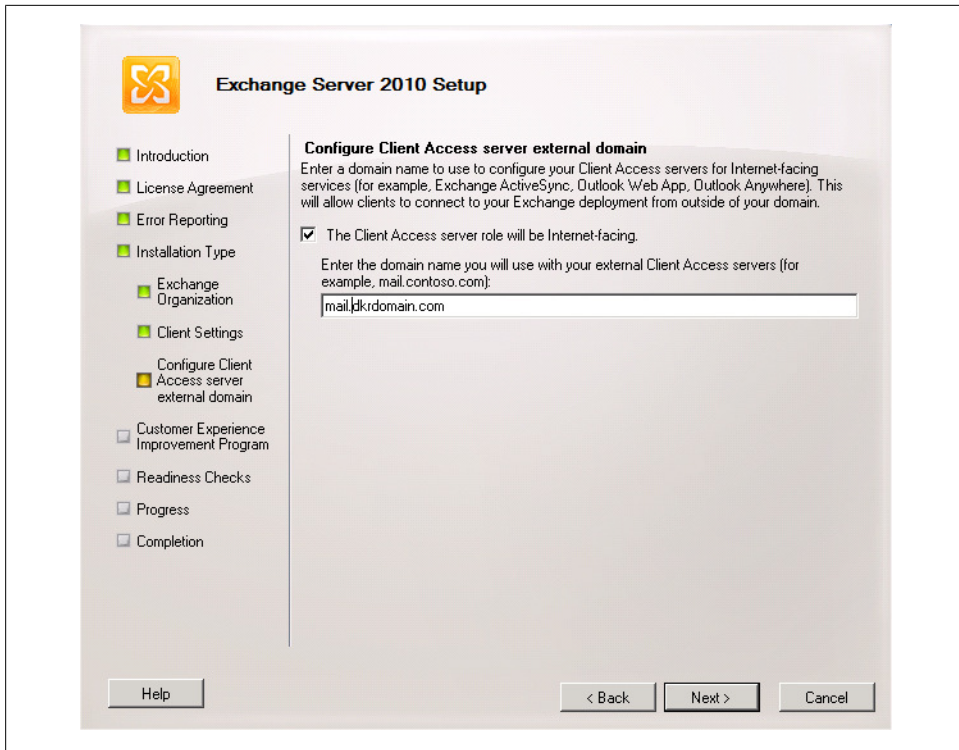 Exchange Server 2010 Setup
Introduction
License Agreement
Error Reporting
Installation Type
Exchange
Organization
Client Settings
Configure Client
Access server
external domain
Customer Experience
Improvement Program
Readiness Checks
Progress
Completion
Configure Client Access server external domain
Enter a domain name to use to configure your Client Access servers for Internet-facing
services (for example, Exchange ActiveSync, Outlook Web App, Outlook Anywhere). This
will allow clients to connect to your Exchange deployment from outside of your domain.
The Client Access server role will be Internet-facing.
Enter the domain name you will use with your external Client Access servers (for
example, mail.contoso.com):
mail.dkrdomain.com
Help
< Back
Next >
Cancel